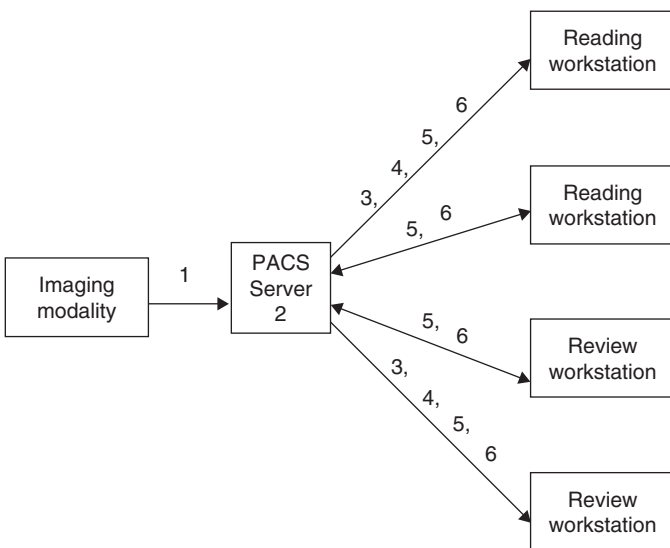 Reading
workstation
6
5,
4,
3,
Reading
workstation
5, 6
Imaging
modality
1
PACS
Server
2
5,
6
Review
workstation
3,
4,
5,
6
Review
workstation